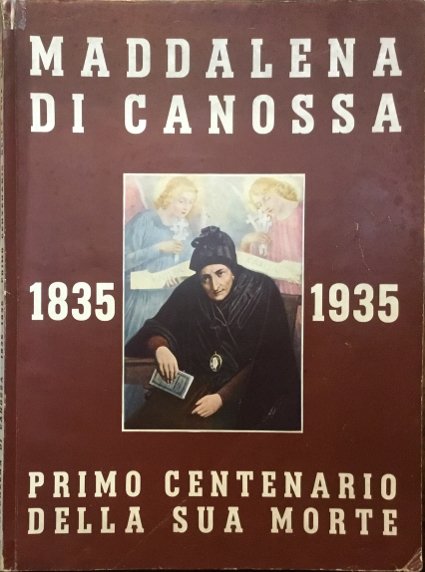 MADDALENA
DI CANOSSA
1835 1935
PRIMO CENTENARIO
DELLA SUA MORTE